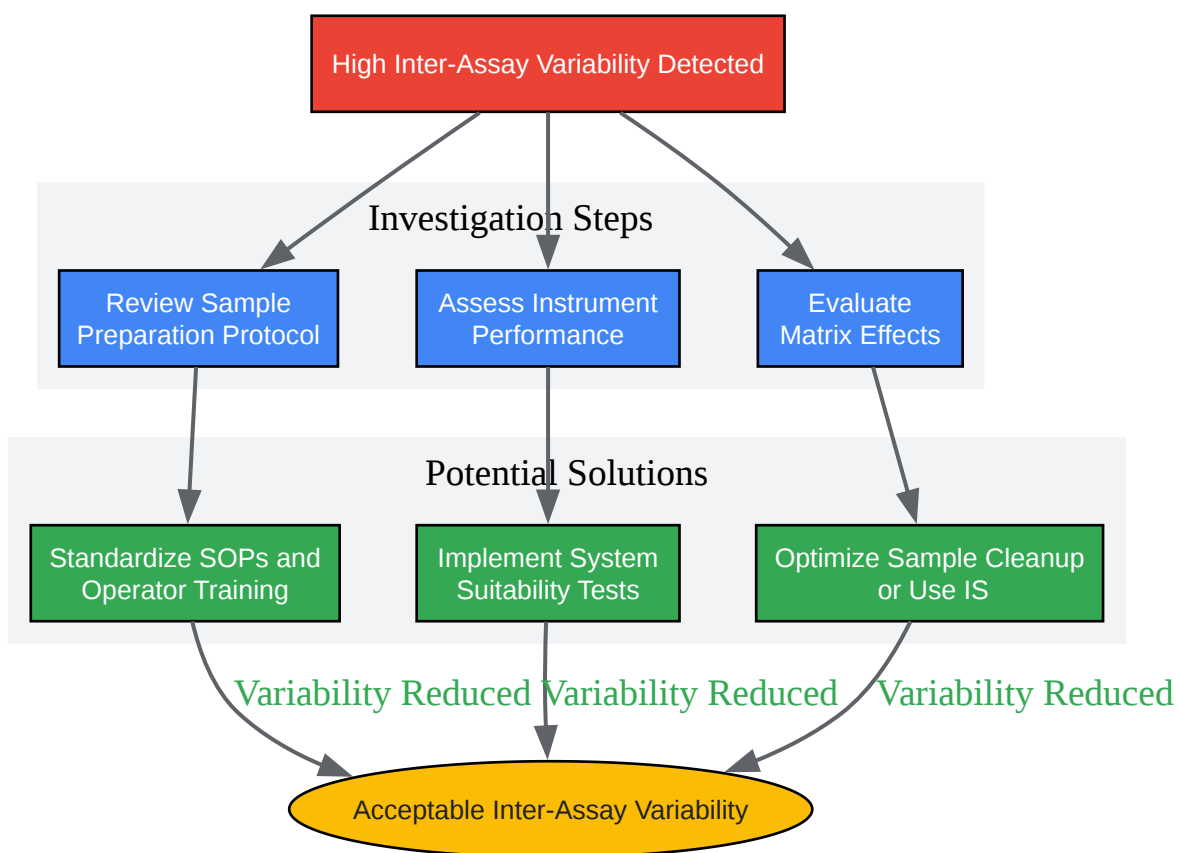 High Inter-Assay Variability Detected
Investigation Steps
Review Sample
Preparation Protocol
Assess Instrument
Performance
Evaluate
Matrix Effects
Potential Solutions
Standardize SOPs and
Operator Training
Implement System
Suitability Tests
Optimize Sample Cleanup
or Use IS
Variability Reduced
Variability Reduced
Variability Reduced
Acceptable Inter-Assay Variability